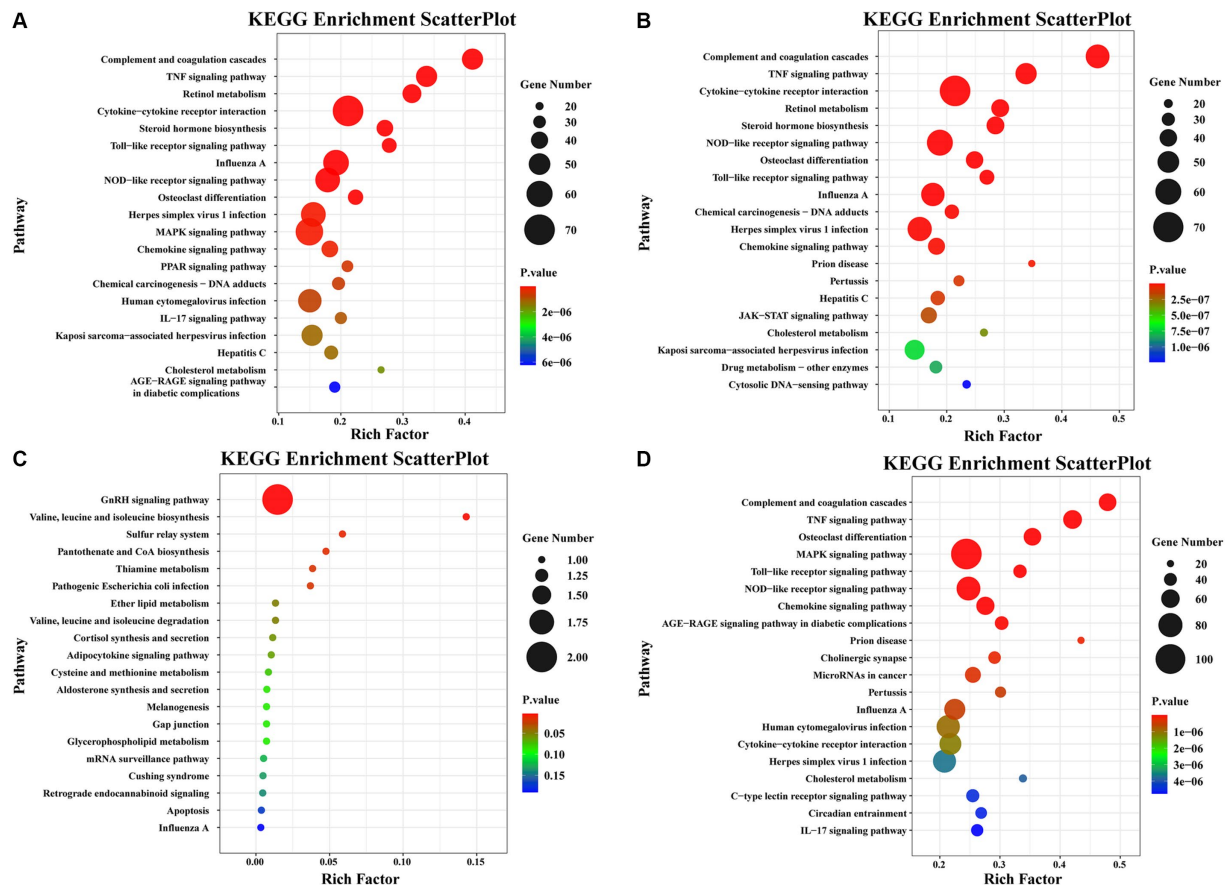 A
KEGG Enrichment ScatterPlot
Pathway
Complement and coagulation cascades
TNF signaling pathway
Retinol metabolism
Cytokine−cytokine receptor interaction
Steroid hormone biosynthesis
Toll−like receptor signaling pathway
Influenza A
NOD−like receptor signaling pathway
Osteoclast differentiation
Herpes simplex virus 1 infection
MAPK signaling pathway
Chemokine signaling pathway
PPAR signaling pathway
Chemical carcinogenesis − DNA adducts
Human cytomegalovirus infection
IL−17 signaling pathway
Kaposi sarcoma−associated herpesvirus infection
Hepatitis C
Cholesterol metabolism
AGE−RAGE signaling pathway
in diabetic complications
0.1 0.2 0.3 0.4
Rich Factor
Gene Number
20
30
40
50
60
70
P.value
2e−06
4e−06
6e−06
B
KEGG Enrichment ScatterPlot
Pathway
Complement and coagulation cascades
TNF signaling pathway
Cytokine−cytokine receptor interaction
Retinol metabolism
Steroid hormone biosynthesis
NOD−like receptor signaling pathway
Osteoclast differentiation
Toll−like receptor signaling pathway
Influenza A
Chemical carcinogenesis − DNA adducts
Herpes simplex virus 1 infection
Chemokine signaling pathway
Prion disease
Pertussis
Hepatitis C
JAK−STAT signaling pathway
Cholesterol metabolism
Kaposi sarcoma−associated herpesvirus infection
Drug metabolism − other enzymes
Cytosolic DNA−sensing pathway
0.1 0.2 0.3 0.4 0.5
Rich Factor
Gene Number
20
30
40
50
60
70
P.value
2.5e−07
5.0e−07
7.5e−07
1.0e−06
C
KEGG Enrichment ScatterPlot
Pathway
GnRH signaling pathway
Valine, leucine and isoleucine biosynthesis
Sulfur relay system
Pantothenate and CoA biosynthesis
Thiamine metabolism
Pathogenic Escherichia coli infection
Ether lipid metabolism
Valine, leucine and isoleucine degradation
Cortisol synthesis and secretion
Adipocytokine signaling pathway
Cysteine and methionine metabolism
Aldosterone synthesis and secretion
Melanogenesis
Gap junction
Glycerophospholipid metabolism
mRNA surveillance pathway
Cushing syndrome
Retrograde endocannabinoid signaling
Apoptosis
Influenza A
0.00 0.05 0.10 0.15
Rich Factor
Gene Number
1.00
1.25
1.50
1.75
2.00
P.value
0.05
0.10
0.15
D
KEGG Enrichment ScatterPlot
Pathway
Complement and coagulation cascades
TNF signaling pathway
Osteoclast differentiation
MAPK signaling pathway
Toll−like receptor signaling pathway
NOD−like receptor signaling pathway
Chemokine signaling pathway
AGE−RAGE signaling pathway in diabetic complications
Prion disease
Cholinergic synapse
MicroRNAs in cancer
Pertussis
Influenza A
Human cytomegalovirus infection
Cytokine−cytokine receptor interaction
Herpes simplex virus 1 infection
Cholesterol metabolism
C−type lectin receptor signaling pathway
Circadian entrainment
IL−17 signaling pathway
0.2 0.3 0.4 0.5
Rich Factor
Gene Number
20
40
60
80
100
P.value
1e−06
2e−06
3e−06
4e−06